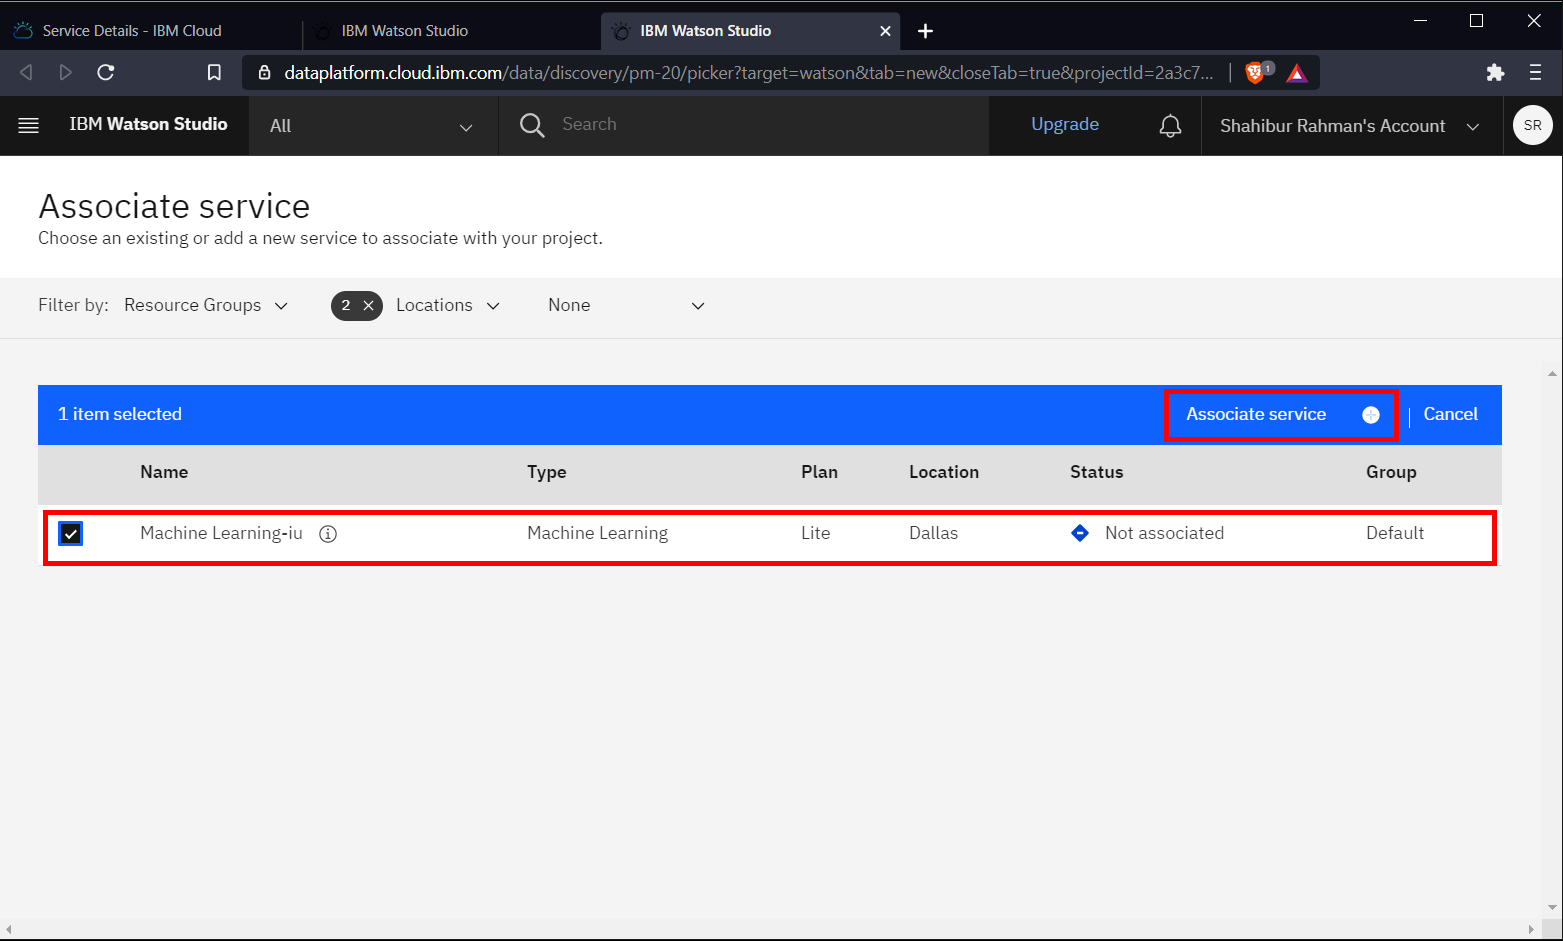 Service Details - IBM Cloud
IBM Watson Studio
IBM Watson Studio
dataplatform.cloud.ibm.com/data/discovery/pm-20/picker?target=watson&tab=new&closeTab=true&projectId=2a3c7...
1
IBM Watson Studio
All
Search
Upgrade
Shahibur Rahman's Account
SR
Associate service
Choose an existing or add a new service to associate with your project.
Filter by: Resource Groups
2
Locations
None
1 item selected
Associate service
Cancel
Name Type Plan Location Status Group
Machine Learning-iu Machine Learning Lite Dallas Not associated Default